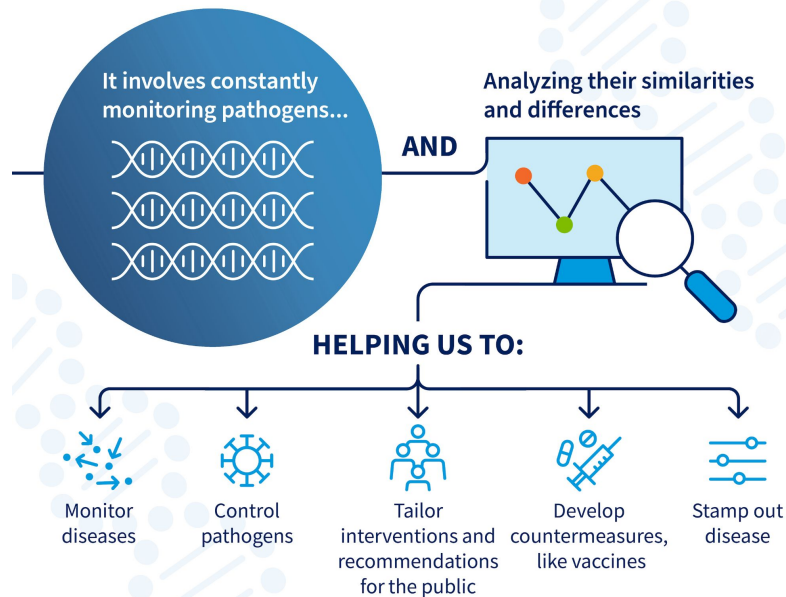 It involves constantly
monitoring pathogens...
AND
Analyzing their similarities
and differences
HELPING US TO:
Monitor
diseases
Control
pathogens
Tailor
interventions and
recommendations
for the public
Develop
countermeasures,
like vaccines
Stamp out
disease